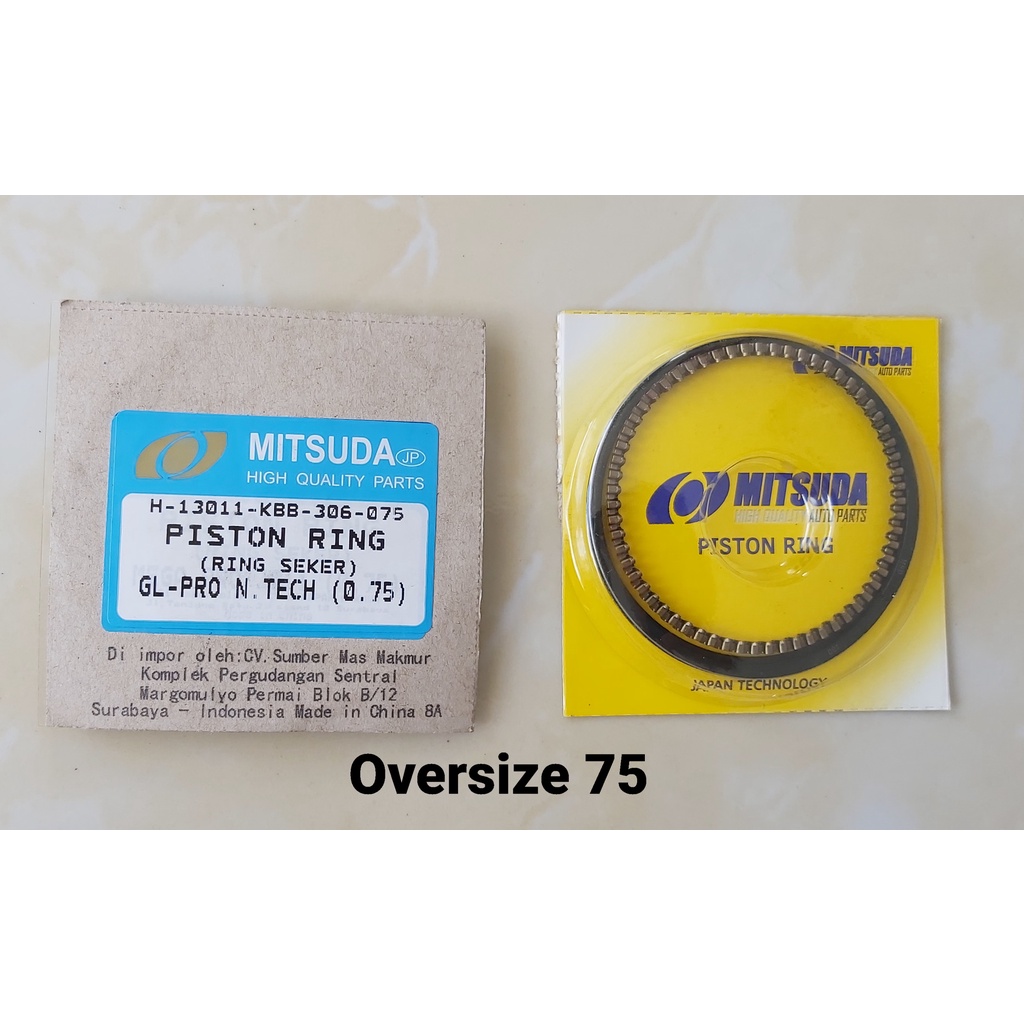 MITSUDA JP
HIGH QUALITY PARTS
H-13011-KBB-306-075
PISTON RING
(RING SEKER)
GL-PRO N.TECH (0.75)
Di impor oleh:CV.Sumber Mas Makmur
Komplek Pergudangan Sentral
Margomulyo Permai Blok B/12
Surabaya - Indonesia Made in China 8A
MITSUDA
AUTO PARTS
MITSUDA
HIGH QUALITY AUTO PARTS
PISTON RING
JAPAN TECHNOLOGY
Oversize 75